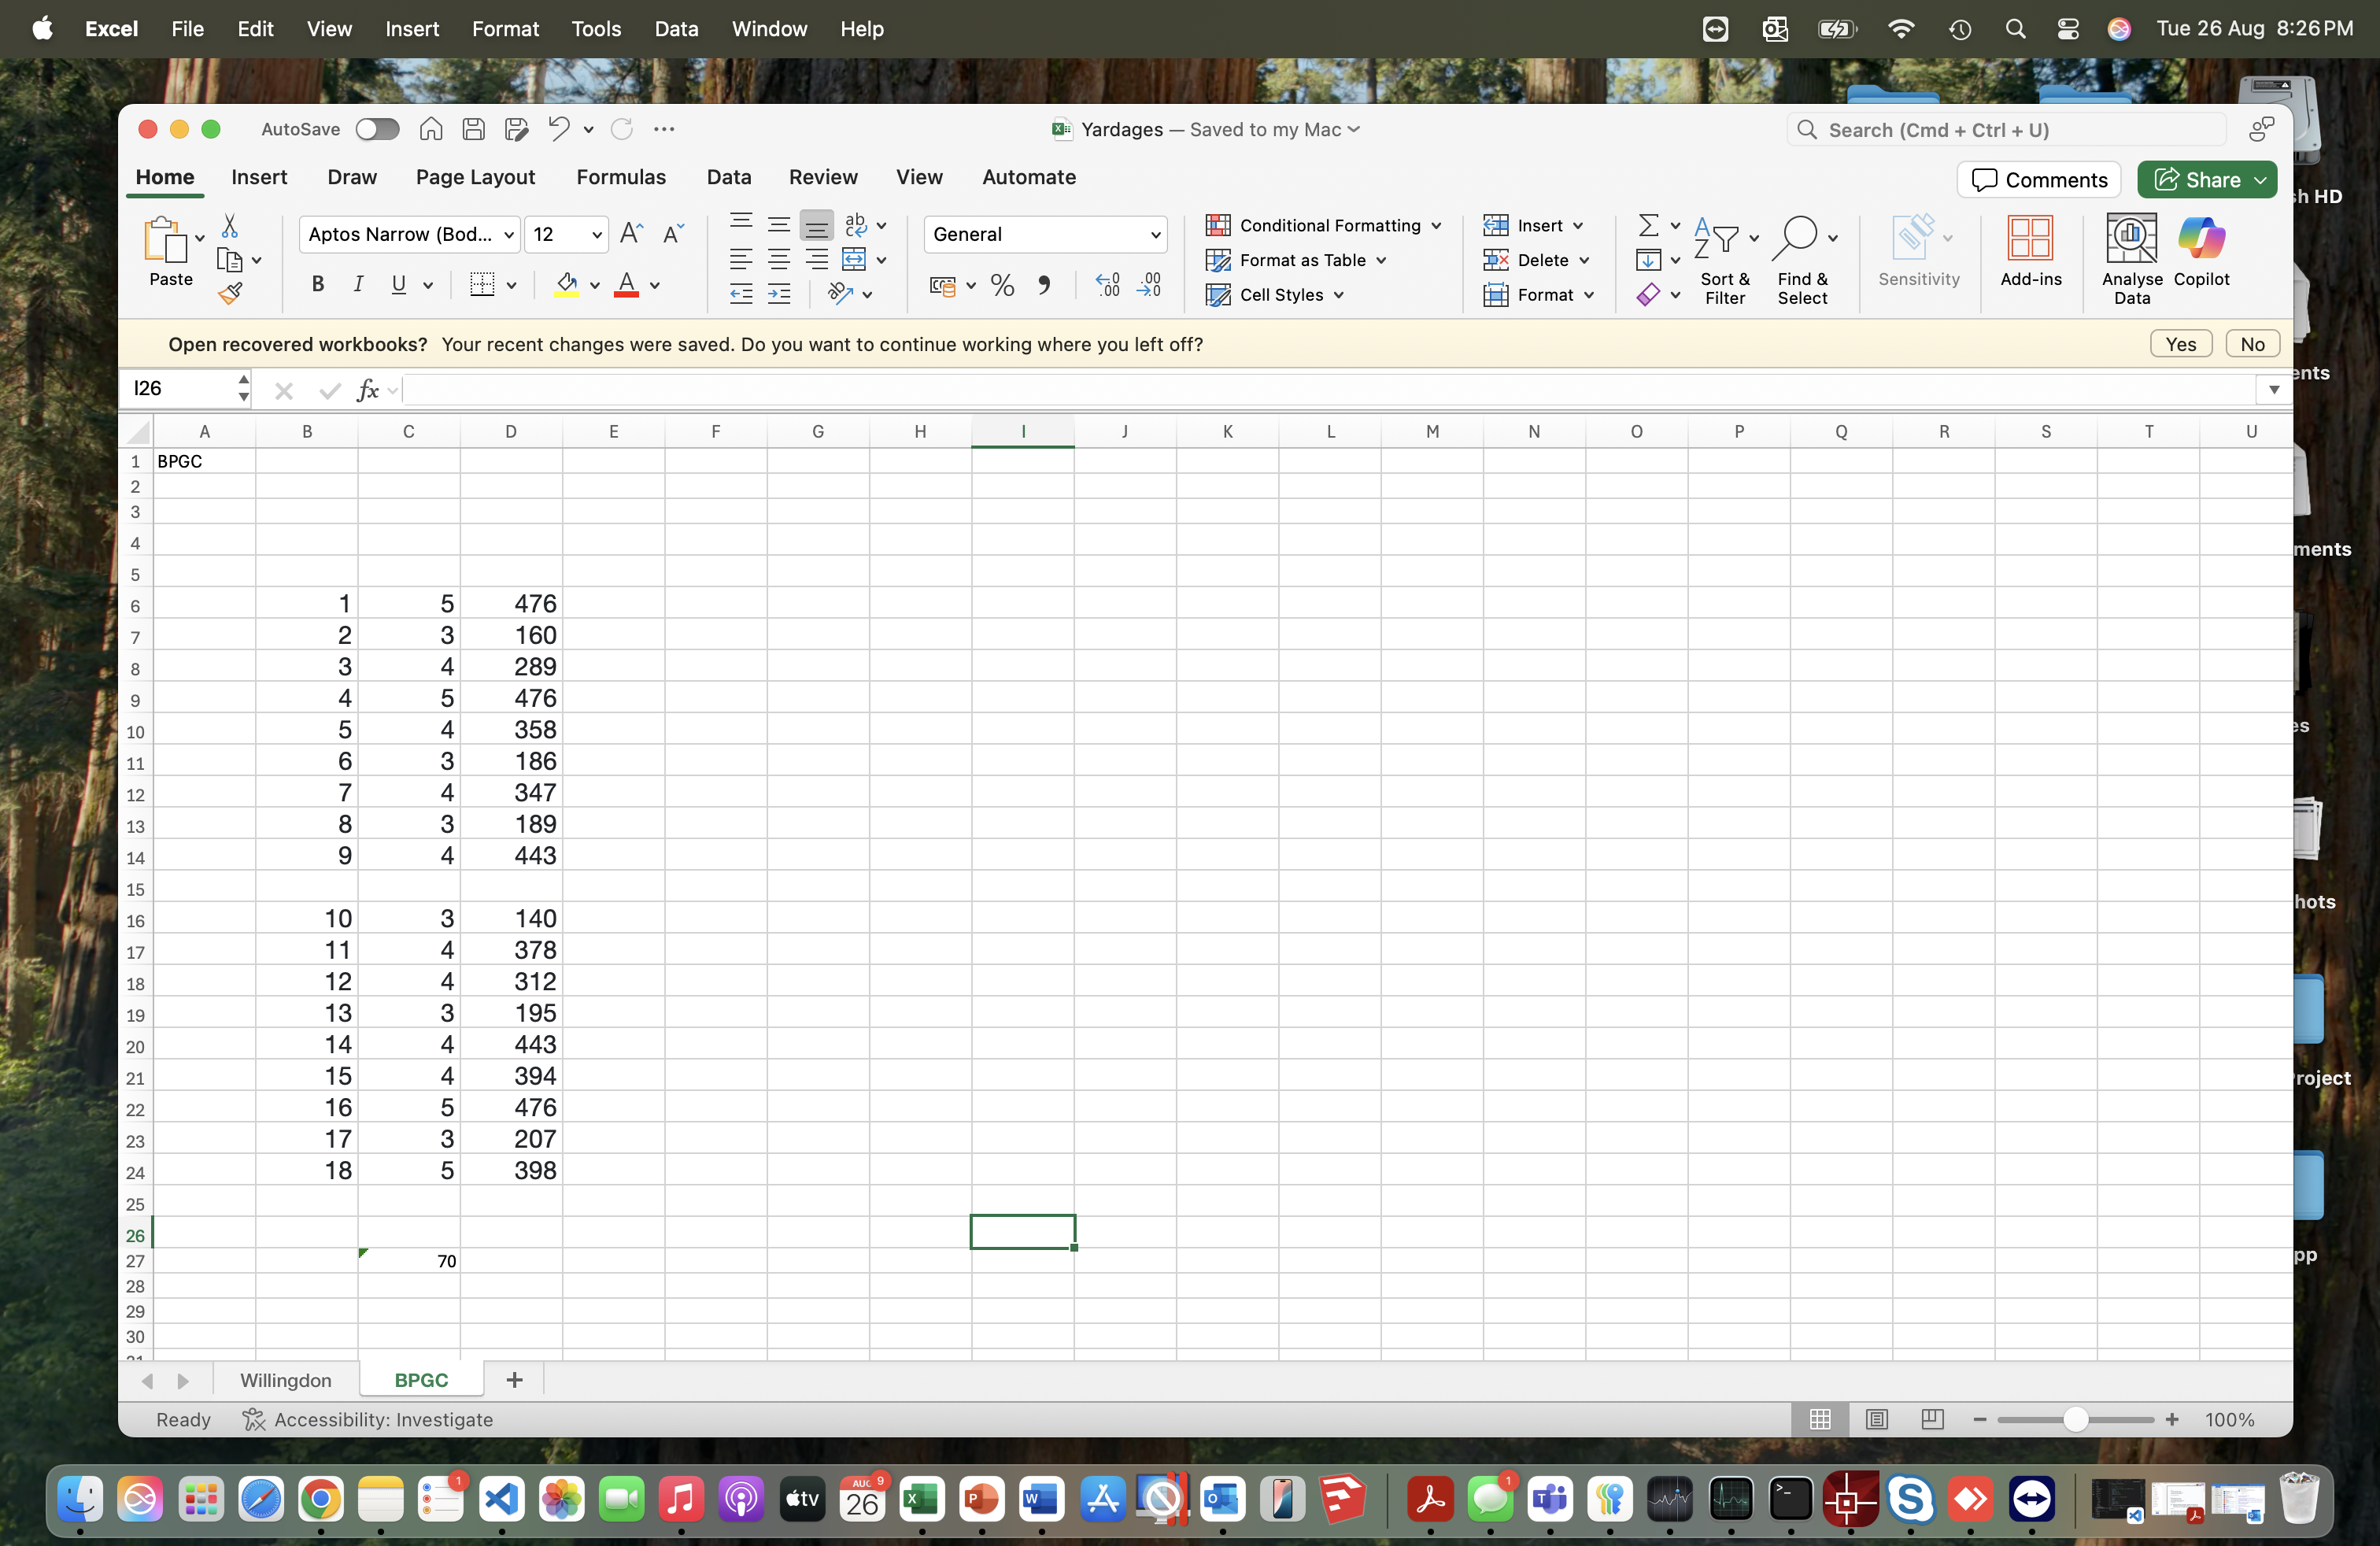 Excel File Edit View Insert Format Tools Data Window Help Tue 26 Aug 8:26 PM
AutoSave Yardages — Saved to my Mac Search (Cmd + Ctrl + U)
Home Insert Draw Page Layout Formulas Data Review View Automate Comments Share
Paste Aptos Narrow (Bod... 12 General
Conditional Formatting Insert
Format as Table Delete
Cell Styles Format
Sort & Filter Find & Select Sensitivity Add-ins Analyse Data Copilot
Open recovered workbooks? Your recent changes were saved. Do you want to continue working where you left off? Yes No
I26 fx
A B C D E F G H I J K L M N O P Q R S T U
1 BPGC
2
3
4
5
6 1 5 476
7 2 3 160
8 3 4 289
9 4 5 476
10 5 4 358
11 6 3 186
12 7 4 347
13 8 3 189
14 9 4 443
15
16 10 3 140
17 11 4 378
18 12 4 312
19 13 3 195
20 14 4 443
21 15 4 394
22 16 5 476
23 17 3 207
24 18 5 398
25
26
27 70
28
29
30
Willingdon BPGC +
Ready Accessibility: Investigate 100%
sh HD
ents
ments
es
hots
roject
pp
1 tv AUG 26 9 1